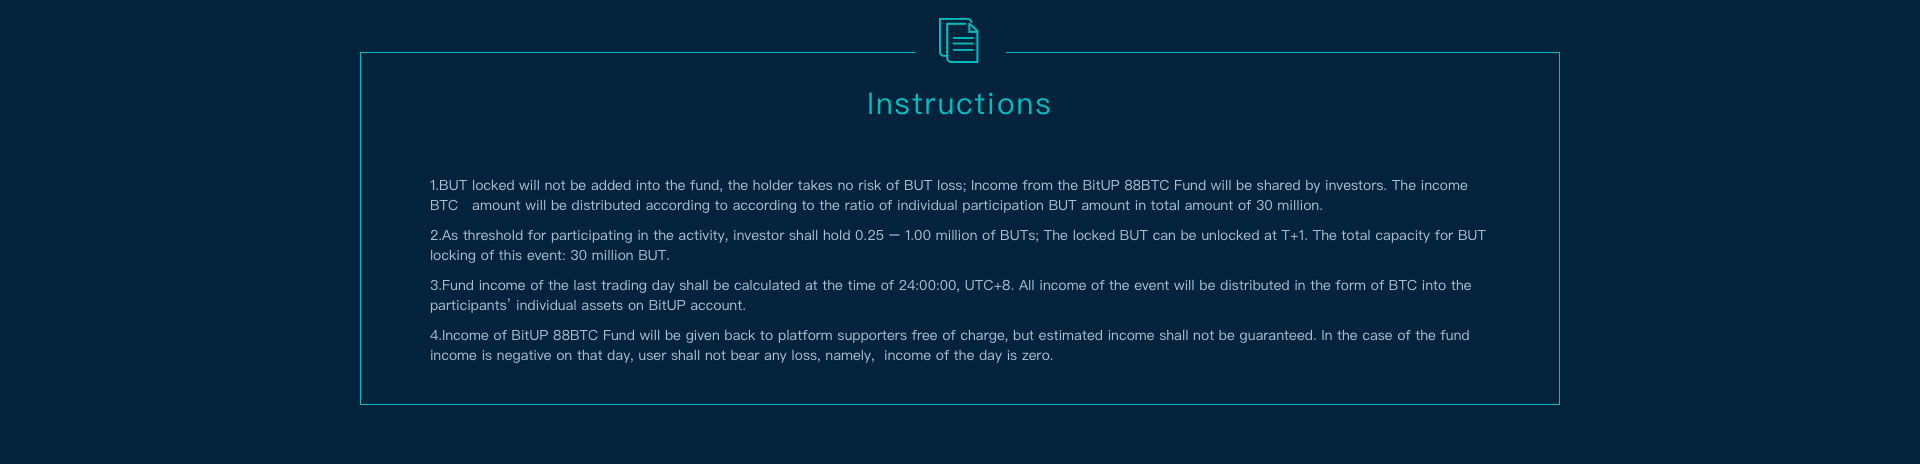 Instructions
1.BUT locked will not be added into the fund, the holder takes no risk of BUT loss; Income from the BitUP 88BTC Fund will be shared by investors. The income
BTC   amount will be distributed according to according to the ratio of individual participation BUT amount in total amount of 30 million.
2.As threshold for participating in the activity, investor shall hold 0.25 — 1.00 million of BUTs; The locked BUT can be unlocked at T+1. The total capacity for BUT
locking of this event: 30 million BUT.
3.Fund income of the last trading day shall be calculated at the time of 24:00:00, UTC+8. All income of the event will be distributed in the form of BTC into the
participants’ individual assets on BitUP account.
4.Income of BitUP 88BTC Fund will be given back to platform supporters free of charge, but estimated income shall not be guaranteed. In the case of the fund
income is negative on that day, user shall not bear any loss, namely,  income of the day is zero.